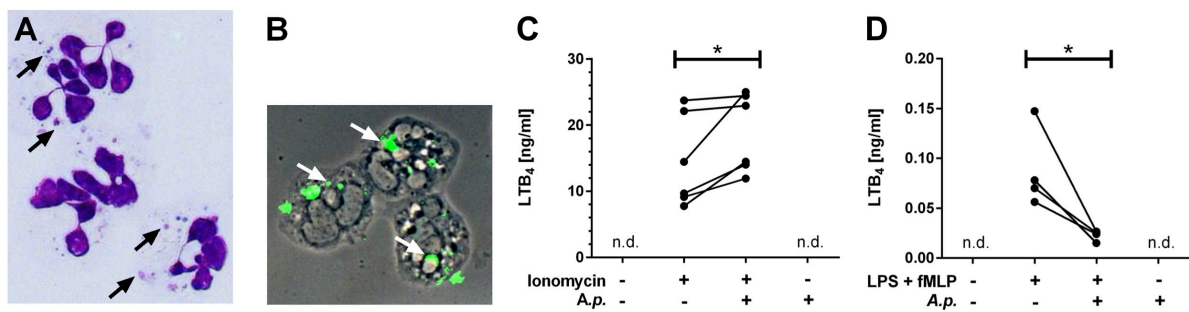 A
B
C
D
LTB4 [ng/ml]
30
20
10
0
*
n.d.
n.d.
Ionomycin - + + -
A.p. - - + +
LTB4 [ng/ml]
0.20
0.15
0.10
0.05
0.00
*
n.d.
n.d.
LPS + fMLP - + + -
A.p. - - + +